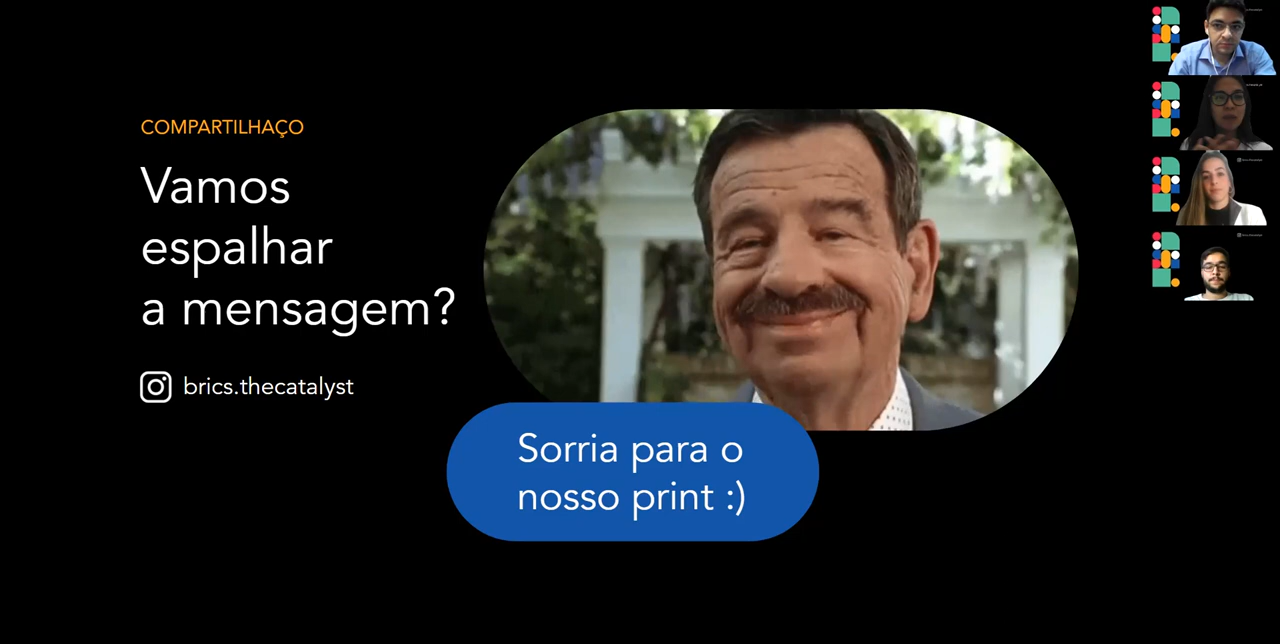 COMPARTILHAÇO
Vamos
espalhar
a mensagem?
brics.thecatalyst
Sorria para o
nosso print :)